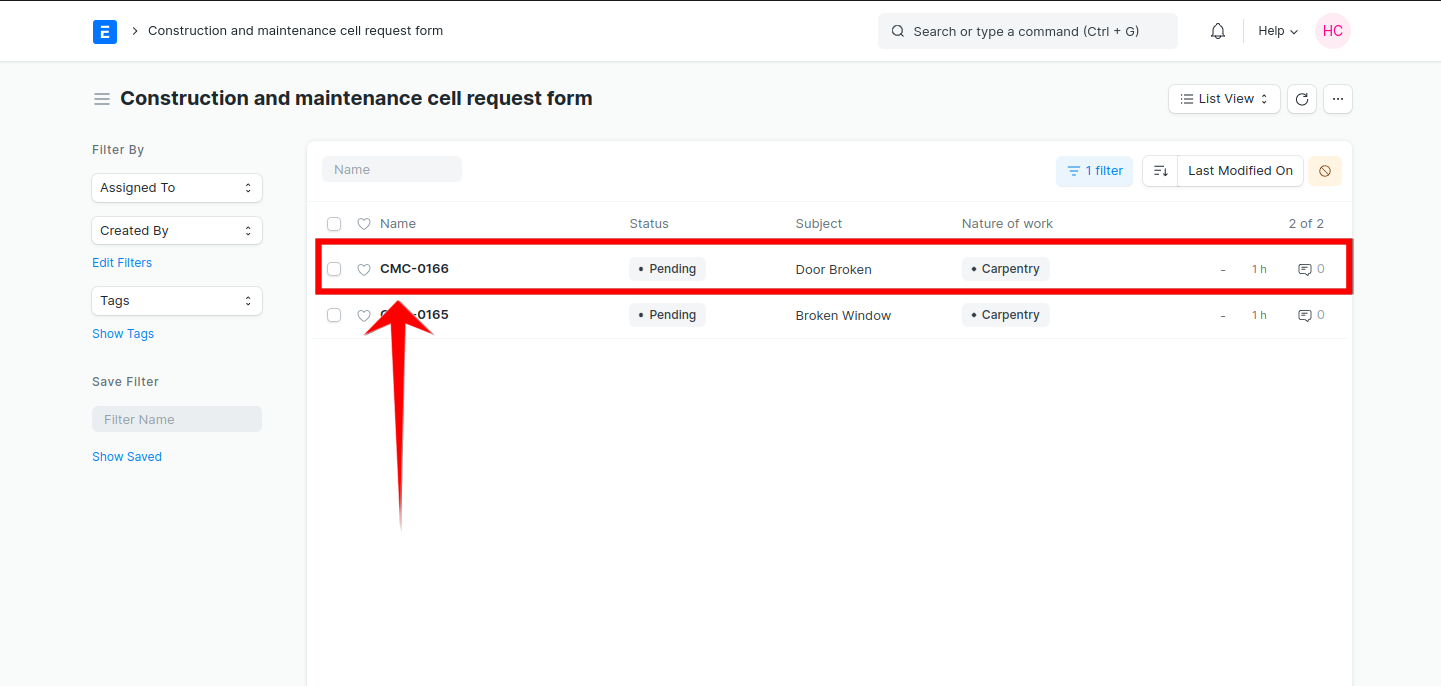 E Construction and maintenance cell request form Search or type a command (Ctrl + G) Help HC
Construction and maintenance cell request form List View ...
Filter By
Assigned To
Created By
Edit Filters
Tags
Show Tags
Save Filter
Filter Name
Show Saved
Name 1 filter Last Modified On
Name Status Subject Nature of work 2 of 2
CMC-0166 • Pending Door Broken • Carpentry - 1 h 0
-0165 • Pending Broken Window • Carpentry - 1 h 0